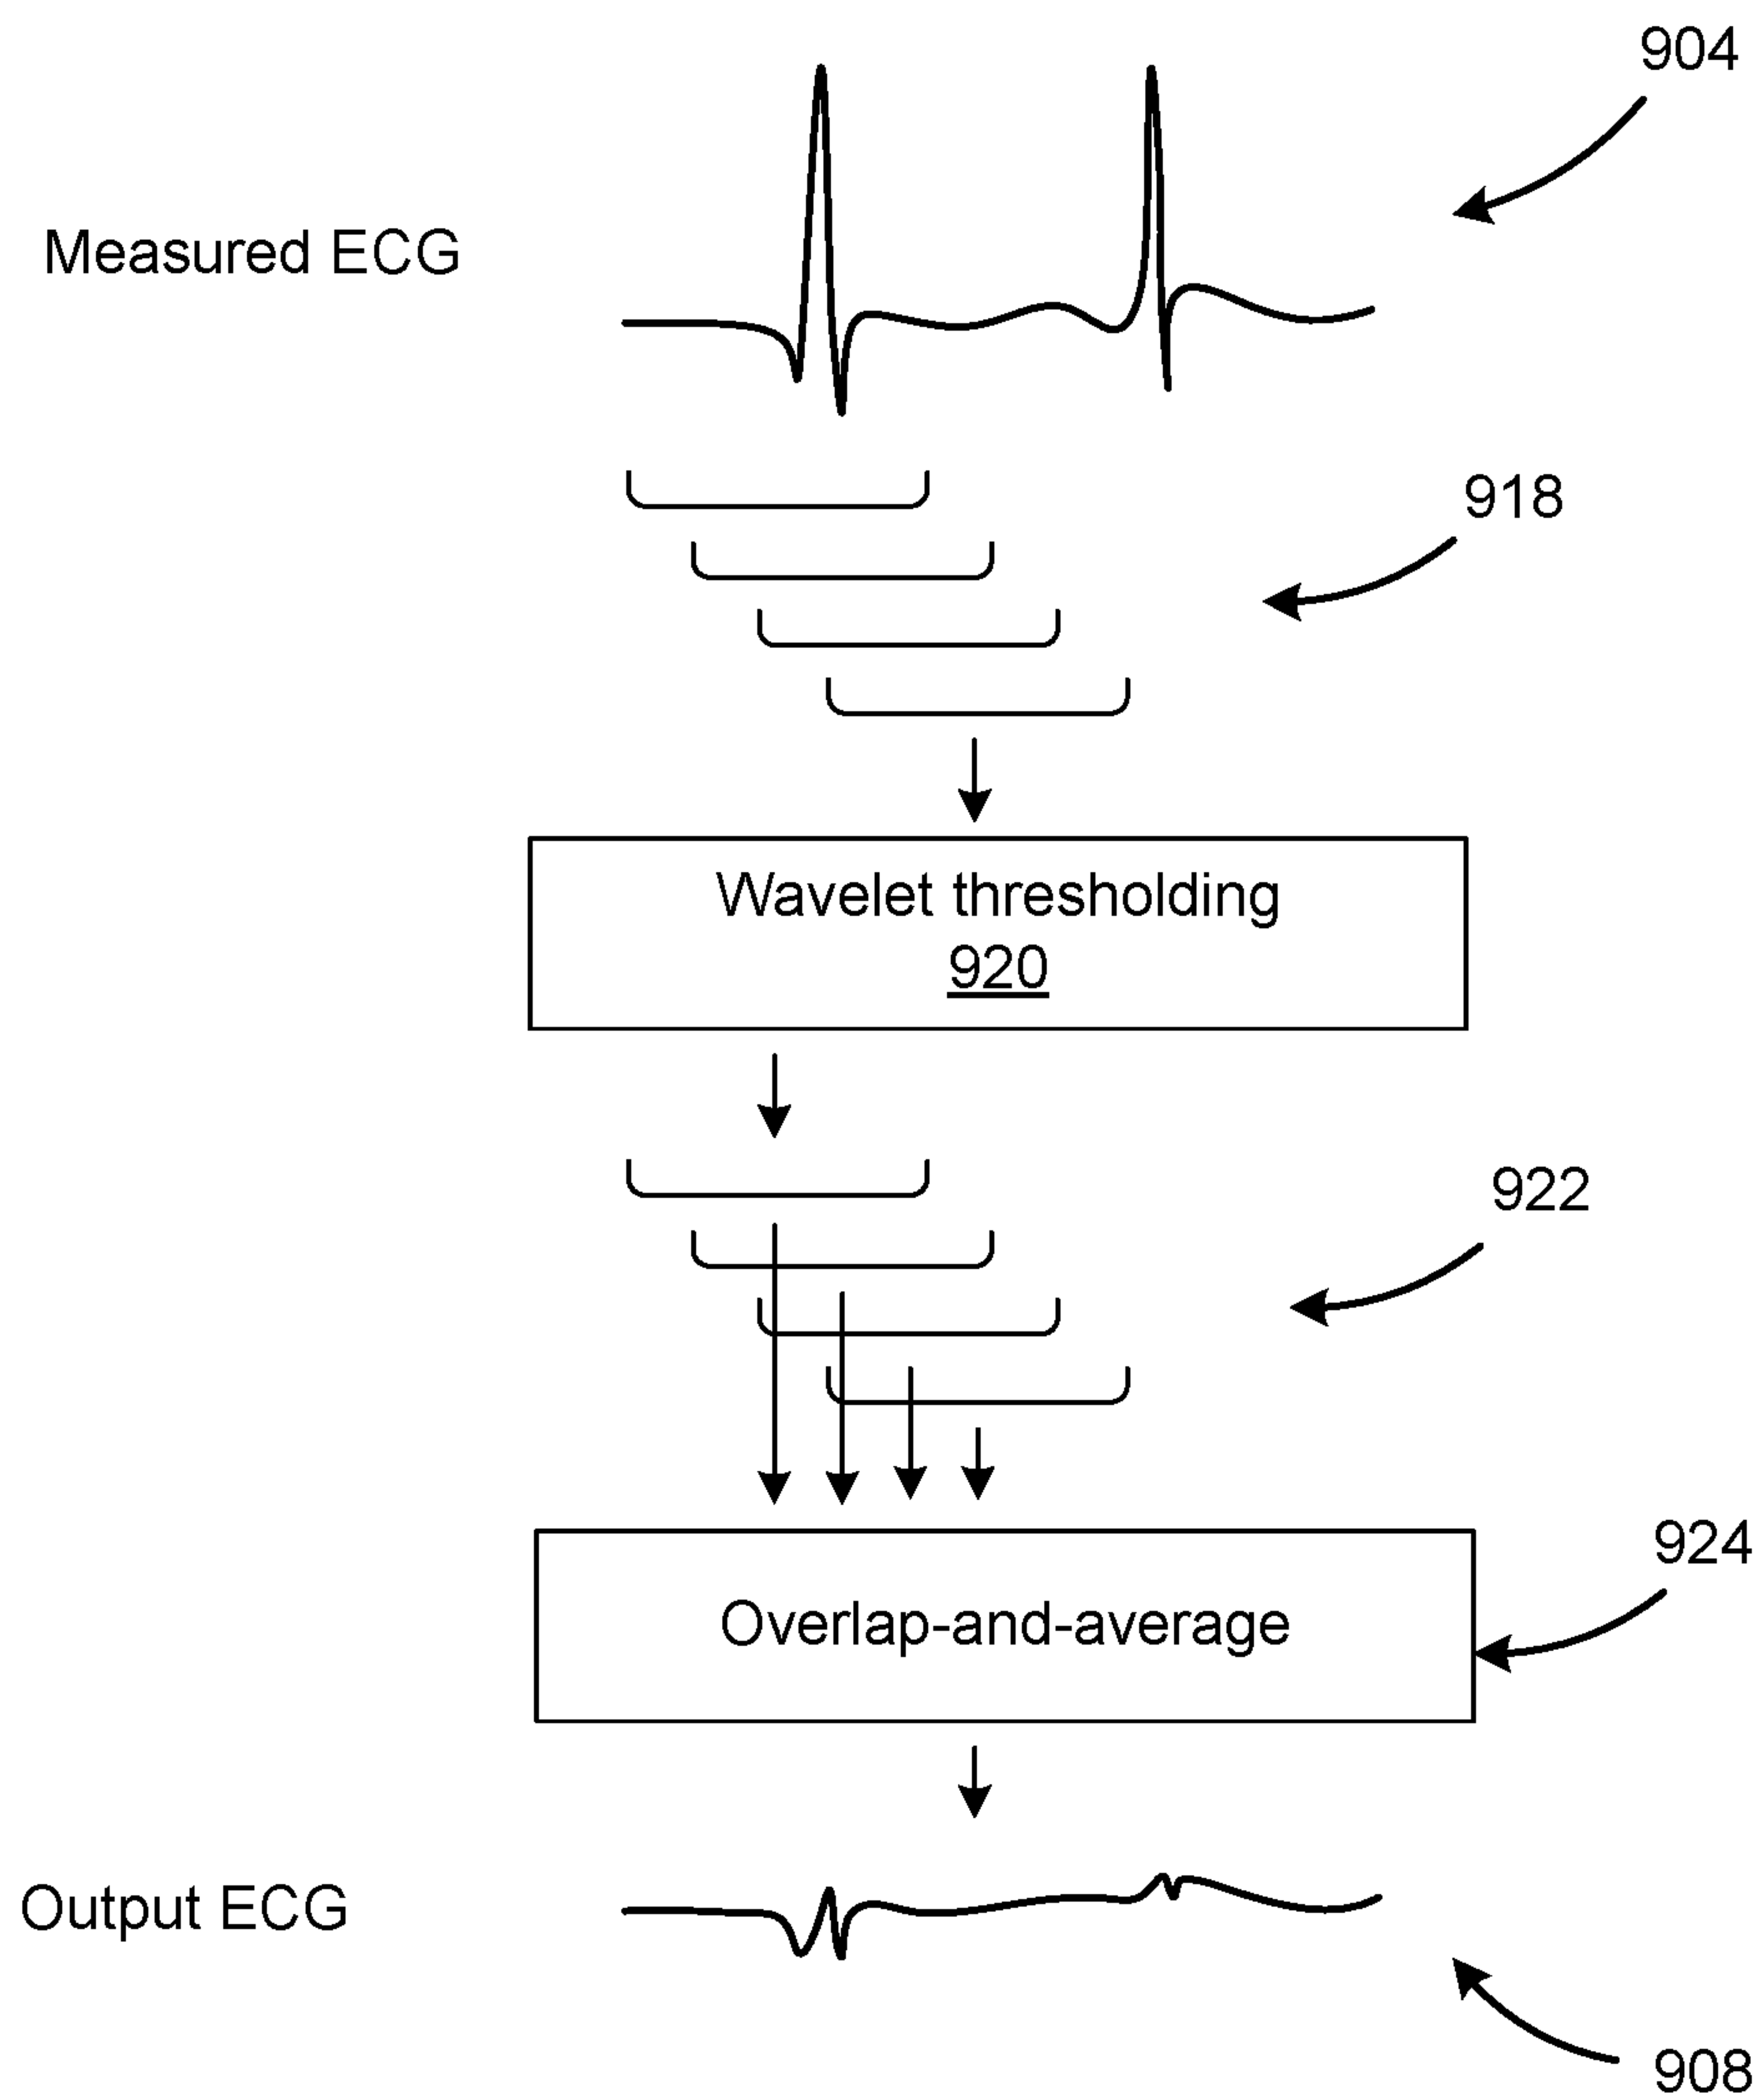 904
Measured ECG
918
Wavelet thresholding
920
922
924
Overlap-and-average
Output ECG
908